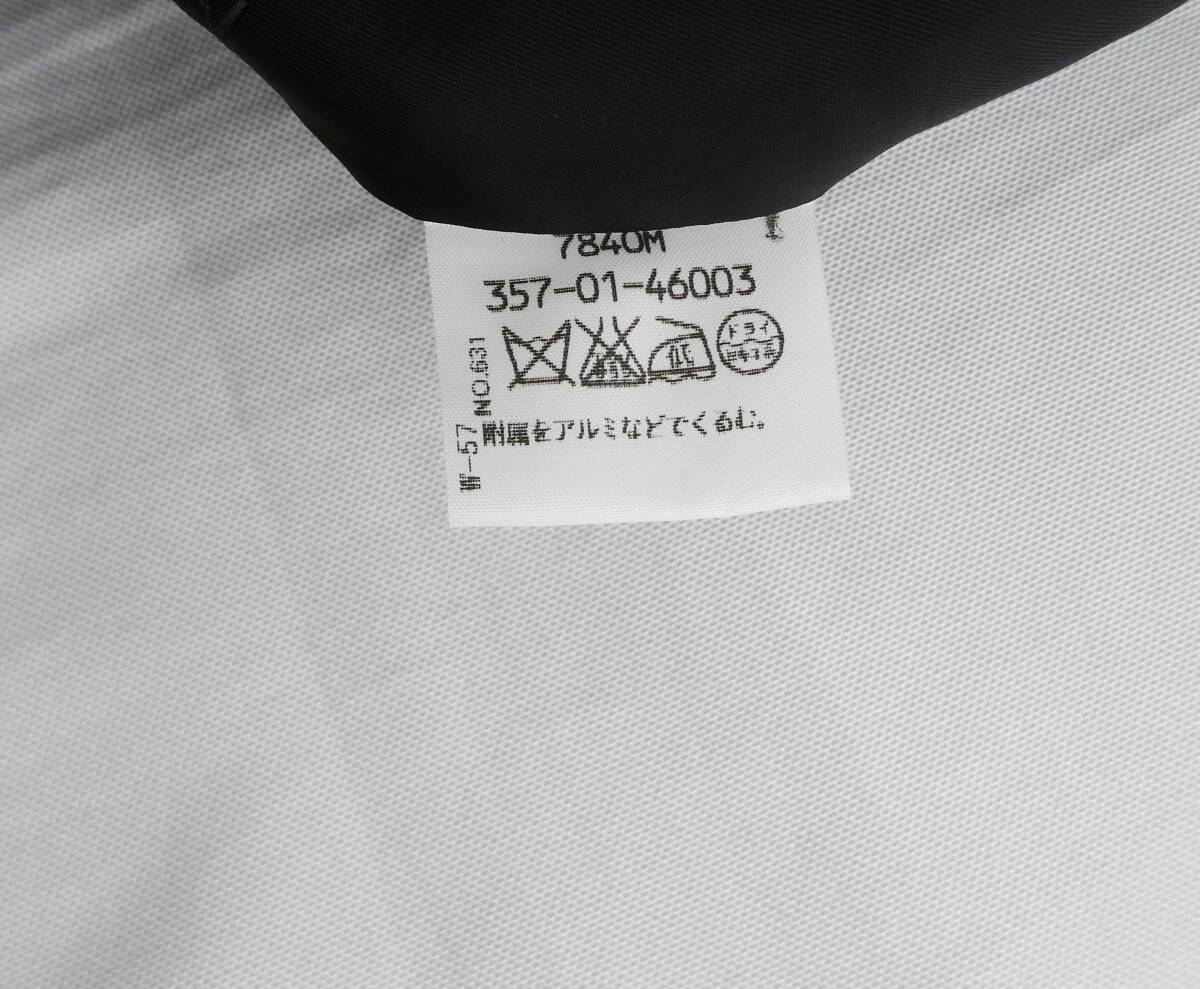 7840M
357-01-46003
ドライ
附属をアルミなどでくるむ。
W-57 NO.631